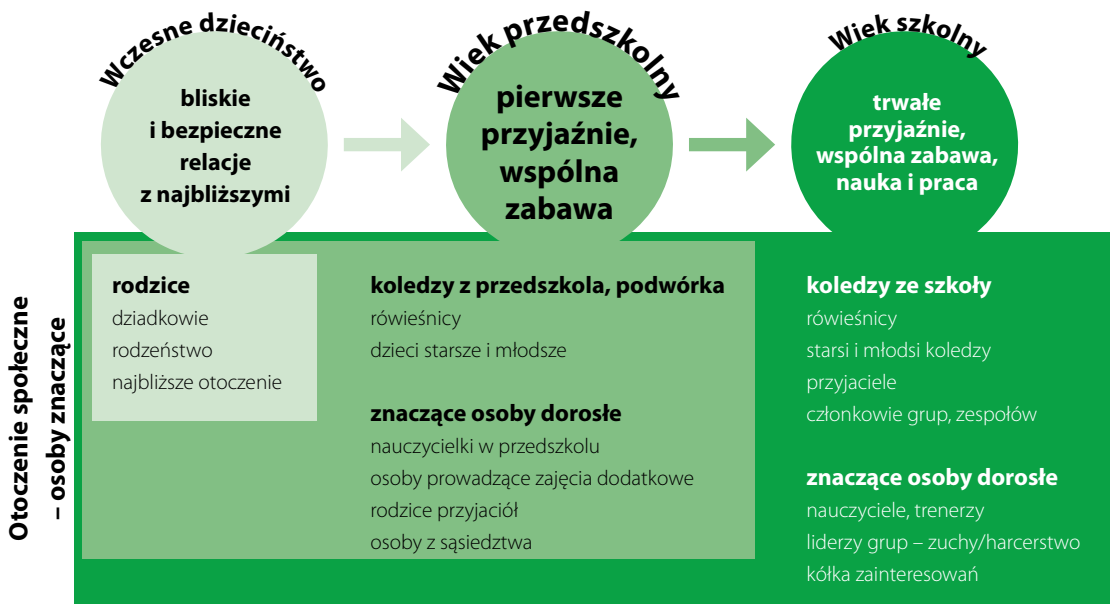 Wczesne dzieciństwo
bliskie
i bezpieczne
relacje
z najbliższymi
Wiek przedszkolny
pierwsze
przyjaźnie,
wspólna
zabawa
Wiek szkolny
trwałe
przyjaźnie,
wspólna zabawa,
nauka i praca
Otoczenie społeczne
– osoby znaczące
rodzice
dziadkowie
rodzeństwo
najbliższe otoczenie
koledzy z przedszkola, podwórka
rówieśnicy
dzieci starsze i młodsze
znaczące osoby dorosłe
nauczycielki w przedszkolu
osoby prowadzące zajęcia dodatkowe
rodzice przyjaciół
osoby z sąsiedztwa
koledzy ze szkoły
rówieśnicy
starsi i młodsi koledzy
przyjaciele
członkowie grup, zespołów
znaczące osoby dorosłe
nauczyciele, trenerzy
liderzy grup – zuchy/harcerstwo
kółka zainteresowań